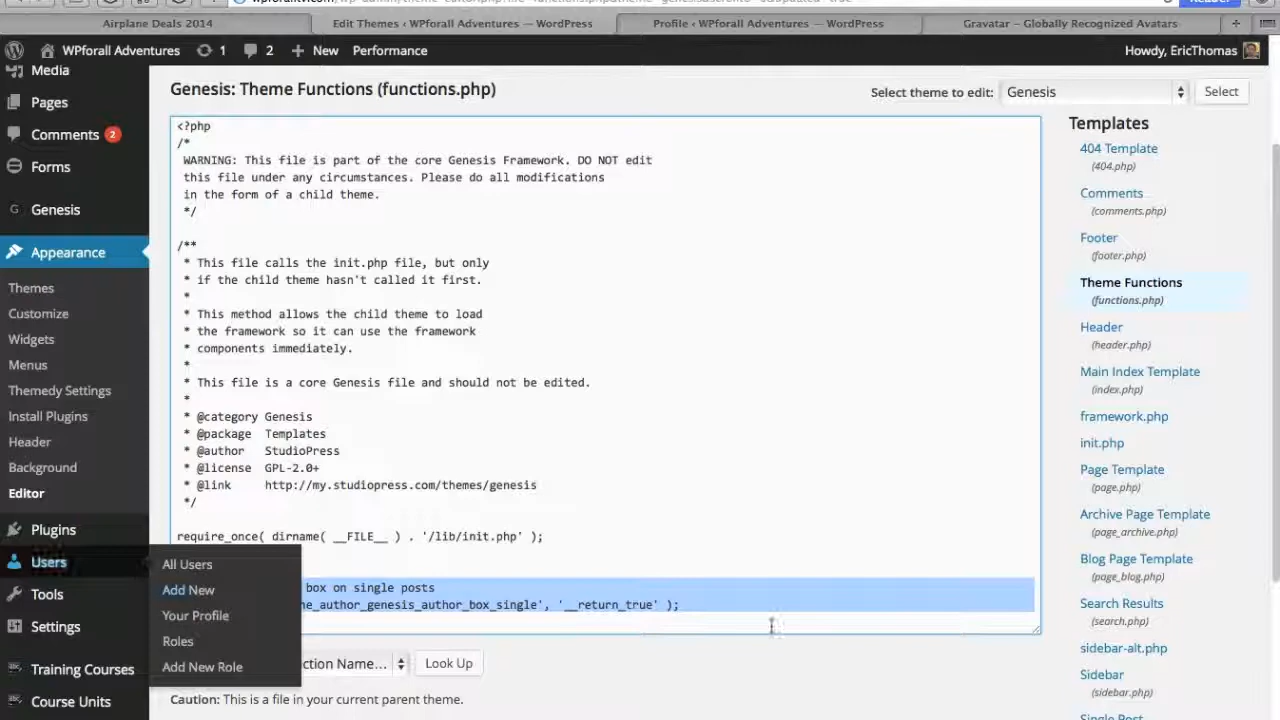 Reader
Airplane Deals 2014
Edit Themes ‹ WPforall Adventures — WordPress
Profile ‹ WPforall Adventures — WordPress
Gravatar – Globally Recognized Avatars
WPforall Adventures
1
2
New
Performance
Howdy, EricThomas
Media
Pages
Comments 2
Forms
Genesis
Appearance
Themes
Customize
Widgets
Menus
Themedy Settings
Install Plugins
Header
Background
Editor
Plugins
Users
Tools
Settings
Training Courses
Course Units
All Users
Add New
Your Profile
Roles
Add New Role
Genesis: Theme Functions (functions.php)
Select theme to edit:
Genesis
Select
<?php
/*
WARNING: This file is part of the core Genesis Framework. DO NOT edit
this file under any circumstances. Please do all modifications
in the form of a child theme.
*/
/**
* This file calls the init.php file, but only
* if the child theme hasn't called it first.
*
* This method allows the child theme to load
* the framework so it can use the framework
* components immediately.
*
* This file is a core Genesis file and should not be edited.
*
* @category Genesis
* @package  Templates
* @author   StudioPress
* @license  GPL-2.0+
* @link     http://my.studiopress.com/themes/genesis
*/
require_once( dirname( __FILE__ ) . '/lib/init.php' );
box on single posts
he_author_genesis_author_box_single', '__return_true' );
ction Name...
Look Up
Caution: This is a file in your current parent theme.
Templates
404 Template
(404.php)
Comments
(comments.php)
Footer
(footer.php)
Theme Functions
(functions.php)
Header
(header.php)
Main Index Template
(index.php)
framework.php
init.php
Page Template
(page.php)
Archive Page Template
(page_archive.php)
Blog Page Template
(page_blog.php)
Search Results
(search.php)
sidebar-alt.php
Sidebar
(sidebar.php)
Single Post